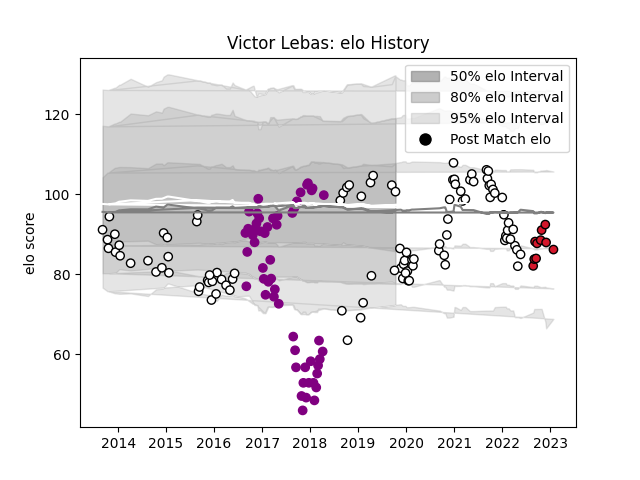 Victor Lebas: elo History
50% elo Interval
80% elo Interval
95% elo Interval
Post Match elo
elo score
120
100
80
60
2014 2015 2016 2017 2018 2019 2020 2021 2022 2023